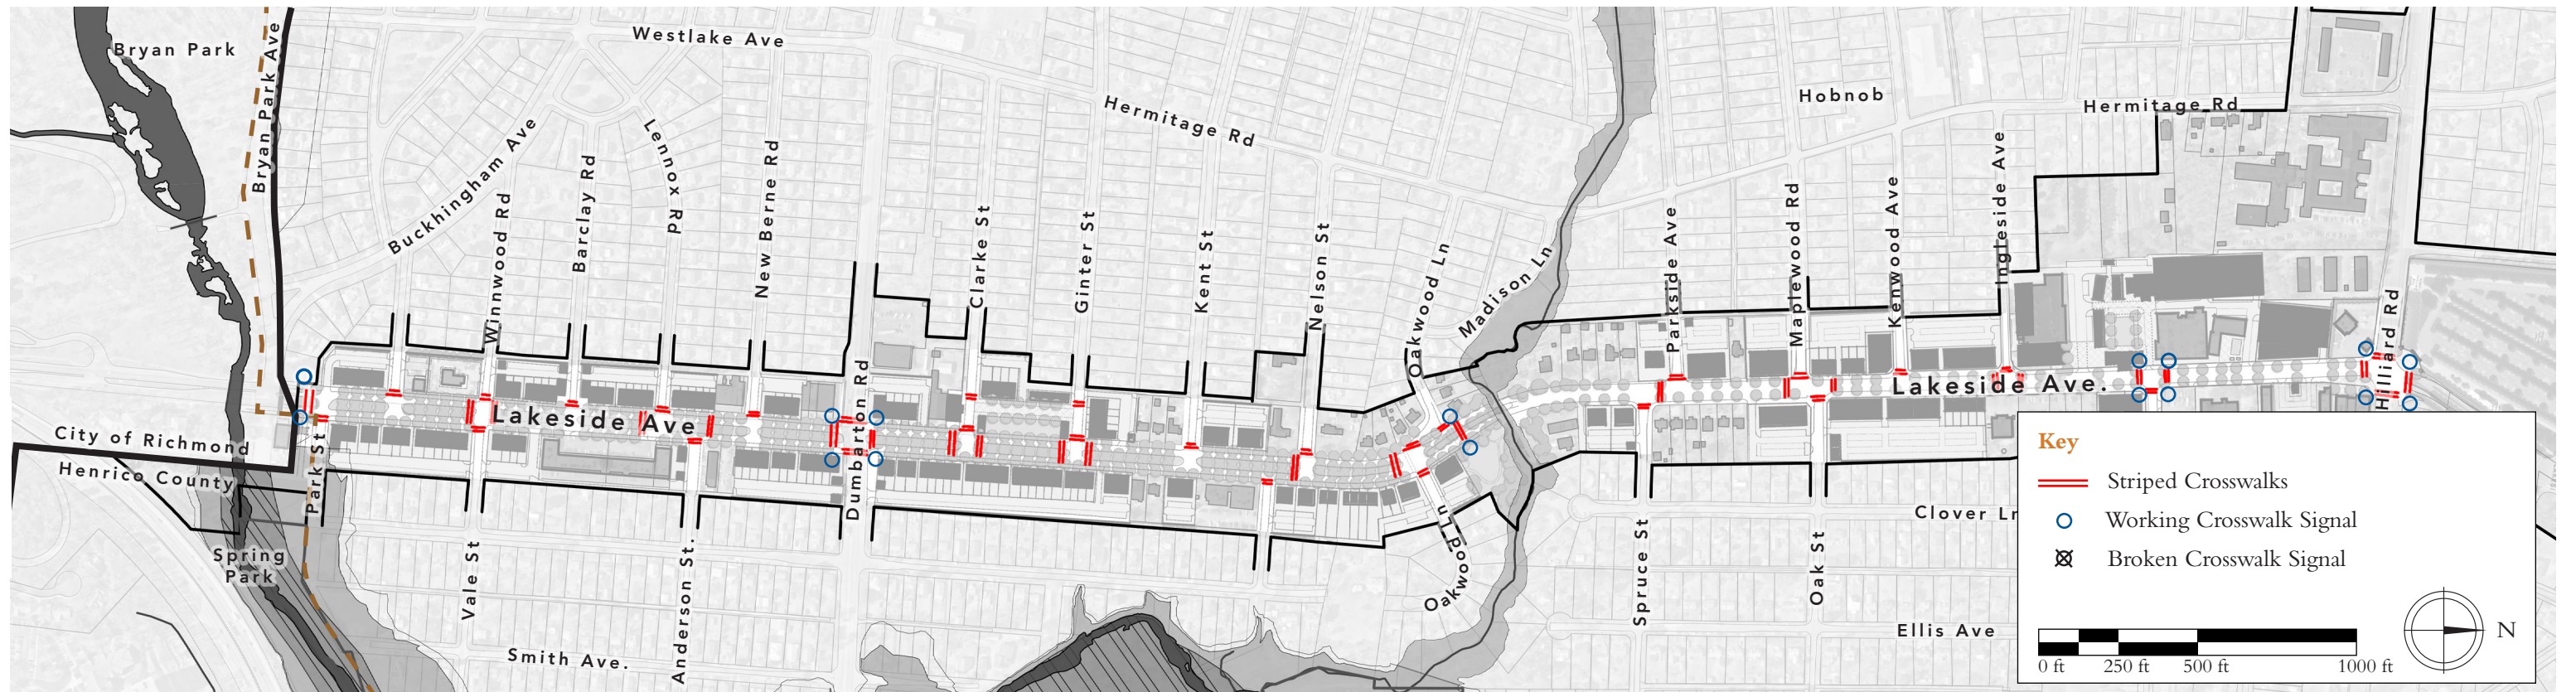 Bryan Park
Bryan Park Ave
Westlake Ave
Hermitage Rd
Hobnob
Hermitage Rd
Buckhingham Ave
Winnwood Rd
Barclay Rd
Lennox Rd
New Berne Rd
Clarke St
Ginter St
Kent St
Nelson St
Oakwood Ln
Madison Ln
Parkside Ave
Maplewood Rd
Kenwood Ave
Ingleside Ave
Hilliard Rd
Lakeside Ave
Dumbarton Rd
Lakeside Ave.
City of Richmond
Henrico County
Park St
Spring
Park
Vale St
Anderson St.
Smith Ave.
Oakwood Ln
Spruce St
Oak St
Clover Ln
Ellis Ave
Key
Striped Crosswalks
Working Crosswalk Signal
Broken Crosswalk Signal
0 ft 250 ft 500 ft 1000 ft
N